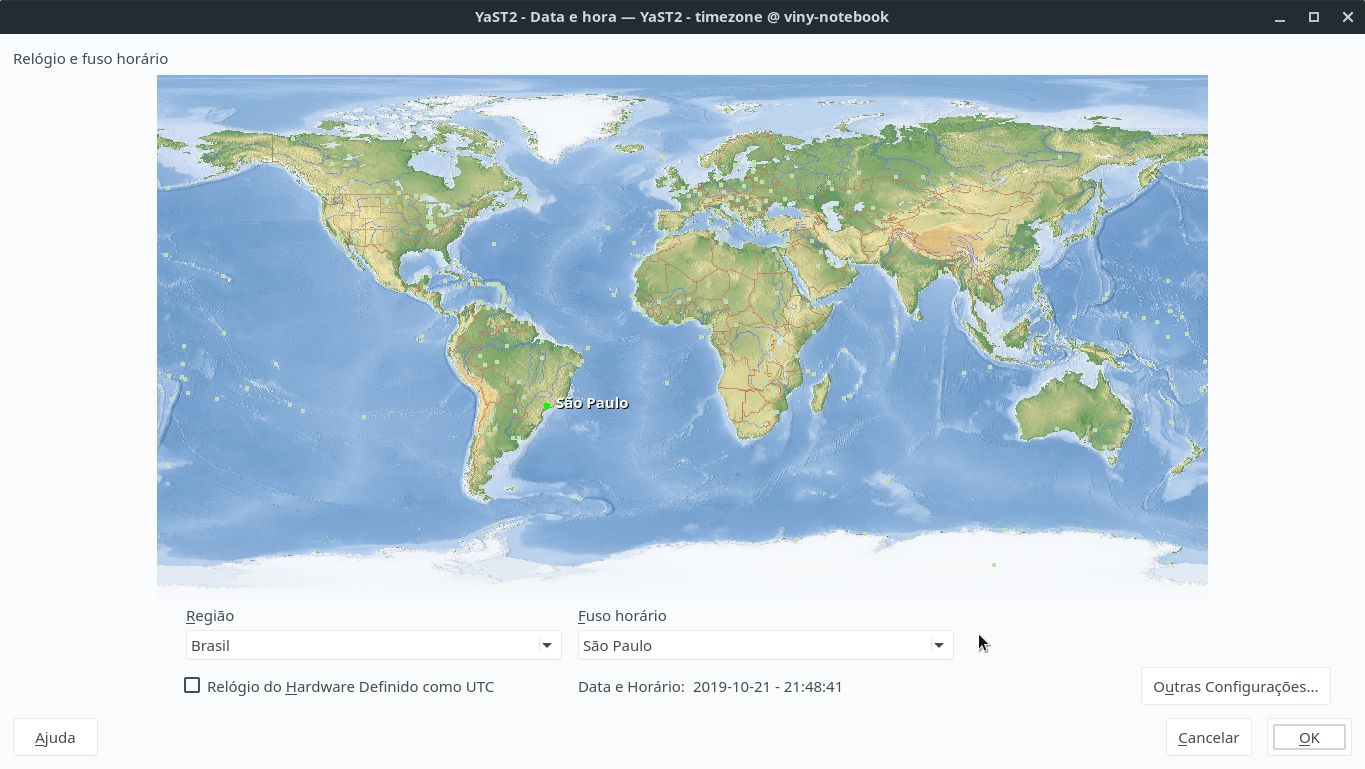 YaST2 - Data e hora — YaST2 - timezone @ viny-notebook
Relógio e fuso horário
São Paulo
Região
Fuso horário
Brasil
São Paulo
Relógio do Hardware Definido como UTC
Data e Horário: 2019-10-21 - 21:48:41
Outras Configurações...
Ajuda
Cancelar
OK